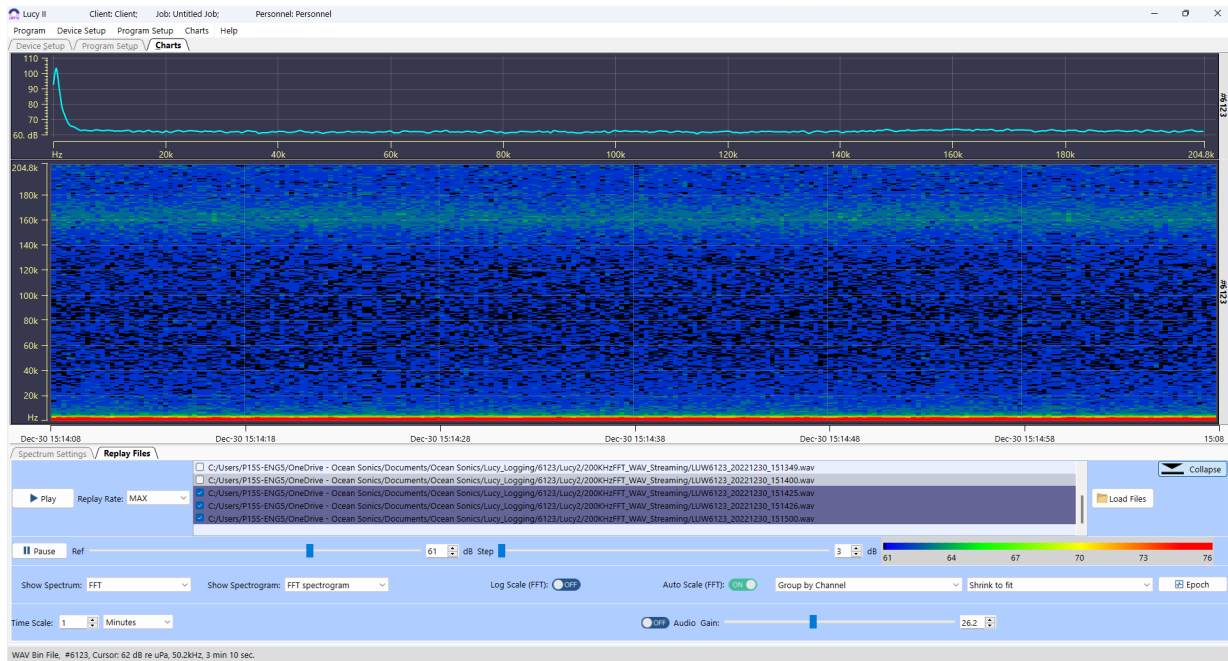 Lucy II Client: Client; Job: Untitled Job; Personnel: Personnel
Program Device Setup Program Setup Charts Help
Device Setup Program Setup Charts
110
100
90
80
70
60. dB
#6123
Hz 20k 40k 60k 80k 100k 120k 140k 160k 180k 204.8k
204.8k
180k
160k
140k
120k
100k
80k
60k
40k
20k
Hz
#6123
Dec-30 15:14:08 Dec-30 15:14:18 Dec-30 15:14:28 Dec-30 15:14:38 Dec-30 15:14:48 Dec-30 15:14:58 15:08
Spectrum Settings Replay Files
C:/Users/P15S-ENG5/OneDrive - Ocean Sonics/Documents/Ocean Sonics/Lucy_Logging/6123/Lucy2/200KHzFFT_WAV_Streaming/LUW6123_20221230_151349.wav
Collapse
C:/Users/P15S-ENG5/OneDrive - Ocean Sonics/Documents/Ocean Sonics/Lucy_Logging/6123/Lucy2/200KHzFFT_WAV_Streaming/LUW6123_20221230_151400.wav
Play Replay Rate: MAX
C:/Users/P15S-ENG5/OneDrive - Ocean Sonics/Documents/Ocean Sonics/Lucy_Logging/6123/Lucy2/200KHzFFT_WAV_Streaming/LUW6123_20221230_151425.wav
Load Files
C:/Users/P15S-ENG5/OneDrive - Ocean Sonics/Documents/Ocean Sonics/Lucy_Logging/6123/Lucy2/200KHzFFT_WAV_Streaming/LUW6123_20221230_151426.wav
C:/Users/P15S-ENG5/OneDrive - Ocean Sonics/Documents/Ocean Sonics/Lucy_Logging/6123/Lucy2/200KHzFFT_WAV_Streaming/LUW6123_20221230_151500.wav
Pause Ref 61 dB Step 3 dB
61 64 67 70 73 76
Show Spectrum: FFT Show Spectrogram: FFT spectrogram Log Scale (FFT): OFF Auto Scale (FFT): ON Group by Channel Shrink to fit Epoch
Time Scale: 1 Minutes OFF Audio Gain: 26.2
WAV Bin File, #6123, Cursor: 62 dB re uPa, 50.2kHz, 3 min 10 sec.